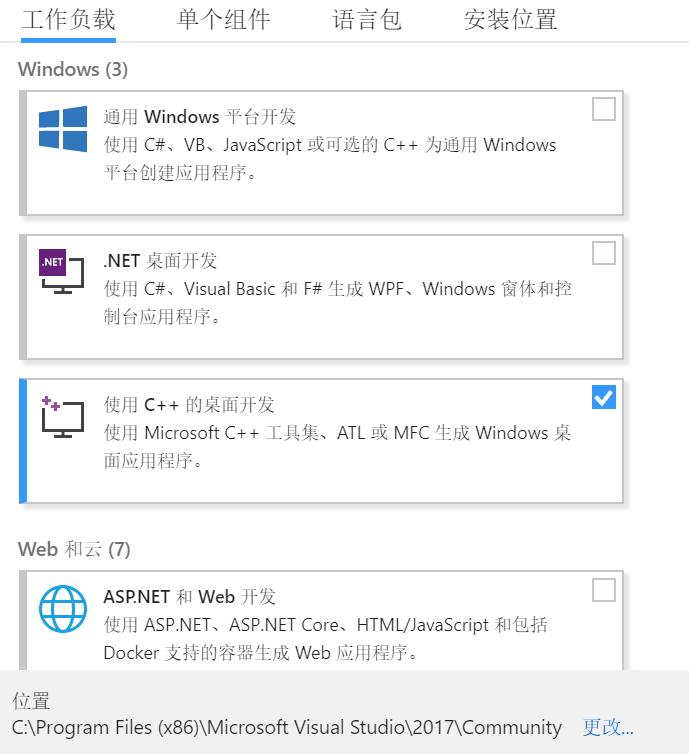 工作负载 单个组件 语言包 安装位置
Windows (3)
通用 Windows 平台开发
使用 C#、VB、JavaScript 或可选的 C++ 为通用 Windows
平台创建应用程序。
.NET
.NET 桌面开发
使用 C#、Visual Basic 和 F# 生成 WPF、Windows 窗体和控
制台应用程序。
使用 C++ 的桌面开发
使用 Microsoft C++ 工具集、ATL 或 MFC 生成 Windows 桌
面应用程序。
Web 和云 (7)
ASP.NET 和 Web 开发
使用 ASP.NET、ASP.NET Core、HTML/JavaScript 和包括
Docker 支持的容器生成 Web 应用程序。
位置
C:\Program Files (x86)\Microsoft Visual Studio\2017\Community 更改...